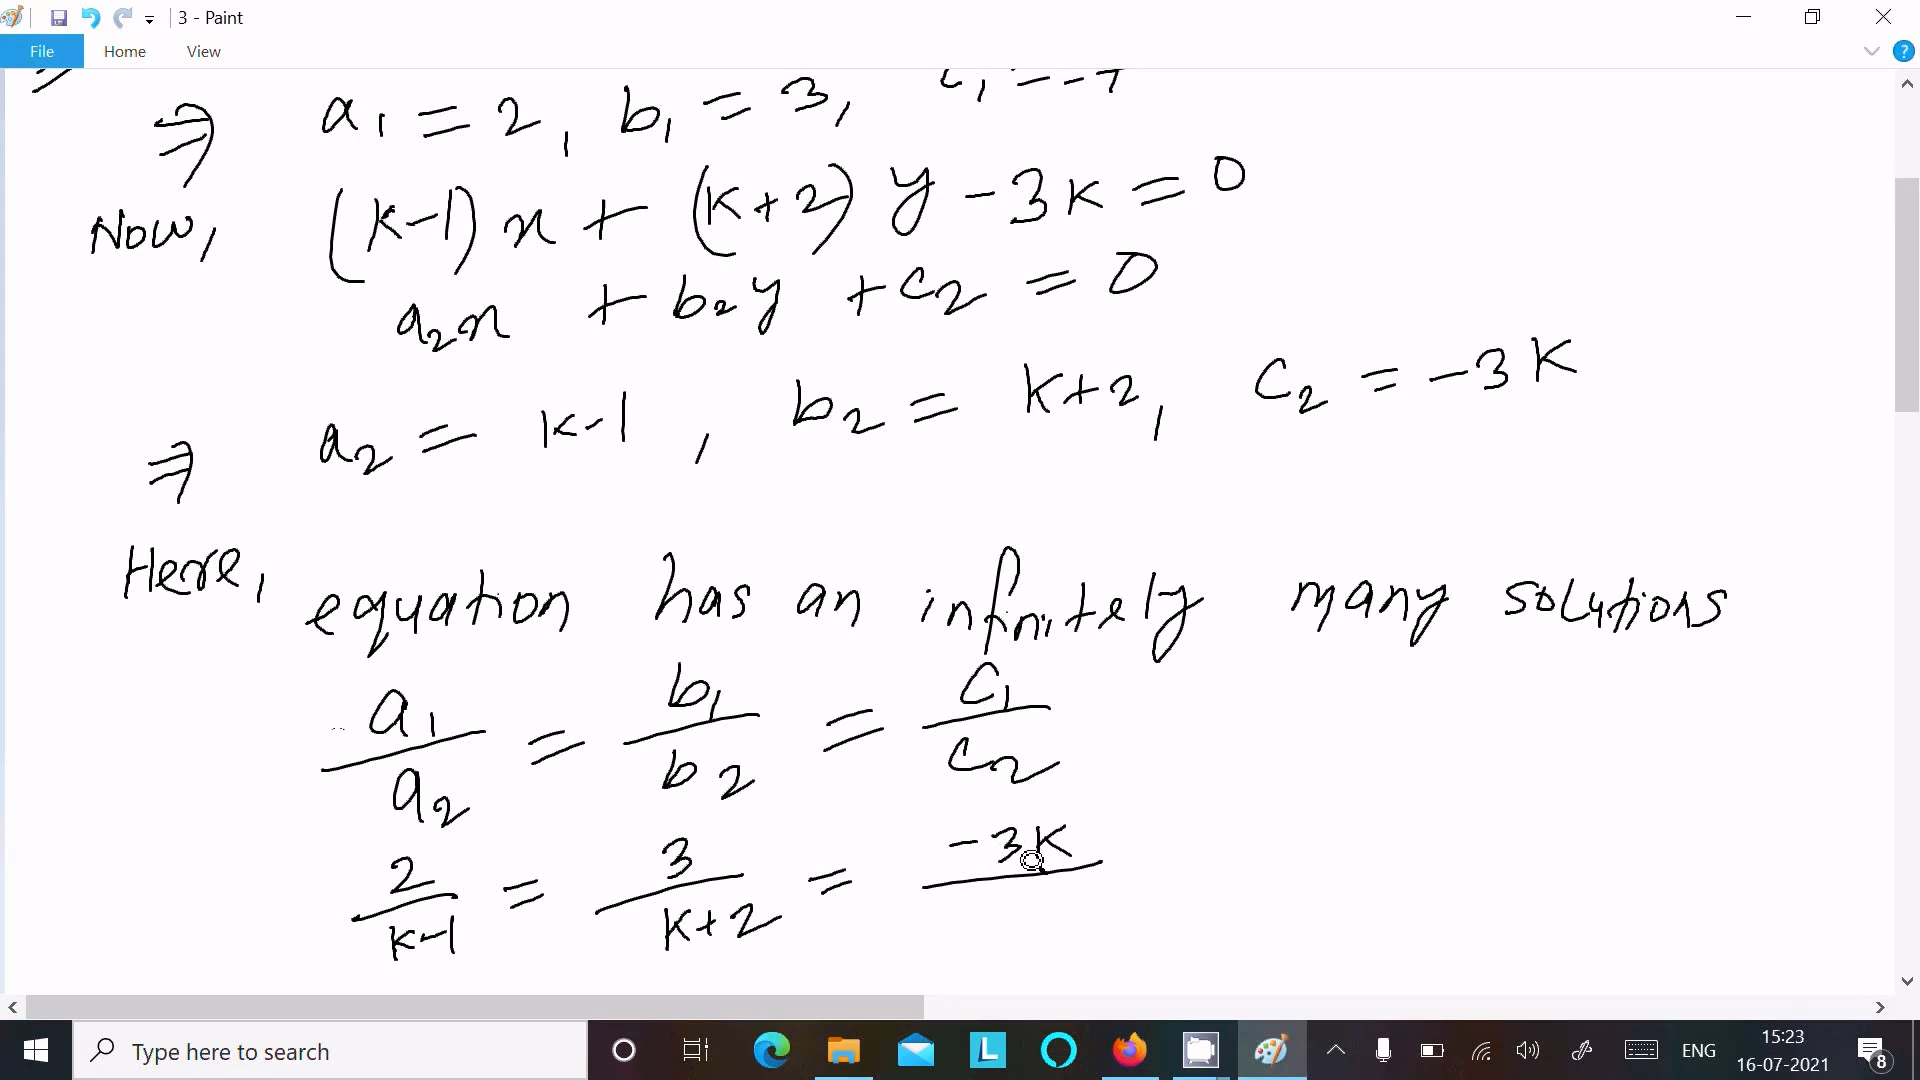 3 - Paint
File Home View
⇒ a₁ = 2, b₁ = 3,
Now, (k-1)x + (k+2)y - 3k = 0
a₂x + b₂y + c₂ = 0
⇒ a₂ = k-1, b₂ = k+2, c₂ = -3k
Here, equation has an infinitely many solutions
a₁/a₂ = b₁/b₂ = c₁/c₂
2/k-1 = 3/k+2 = -3k
Type here to search
ENG
15:23
16-07-2021
8